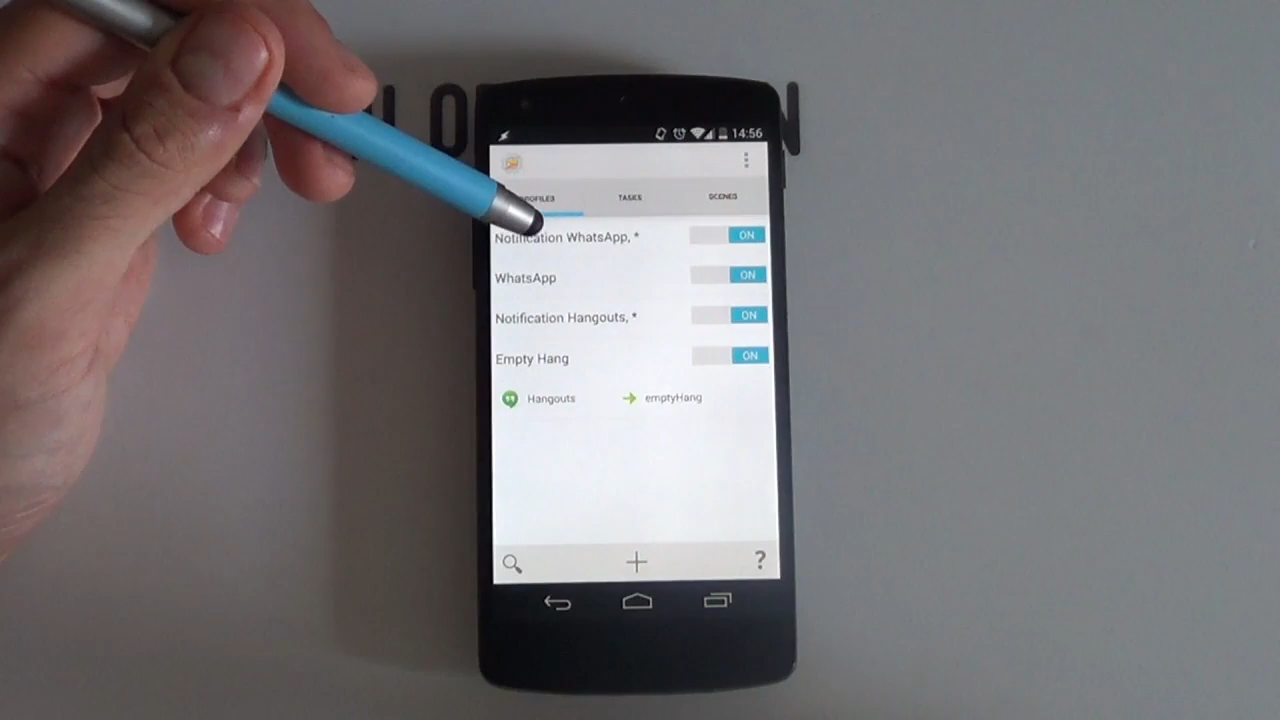 14:56
PROFILES TASKS SCENES
Notification WhatsApp, * ON
WhatsApp ON
Notification Hangouts, * ON
Empty Hang ON
Hangouts emptyHang
?